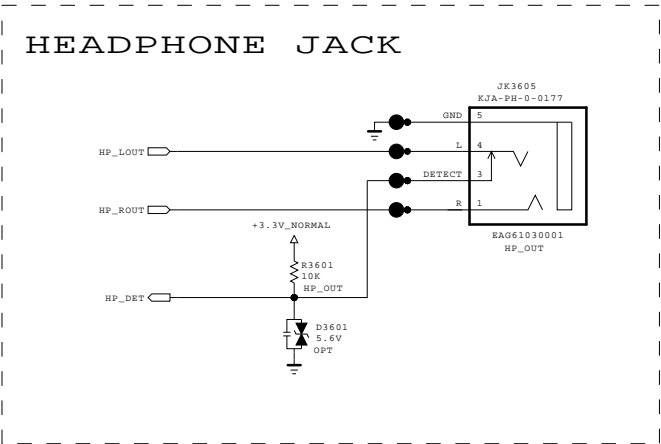 HEADPHONE JACK
JK3605
KJA-PH-0-0177
GND 5
HP_LOUT
L 4
DETECT 3
HP_ROUT
R 1
+3.3V_NORMAL
EAG61030001
HP_OUT
R3601
10K
HP_OUT
HP_DET
D3601
5.6V
OPT